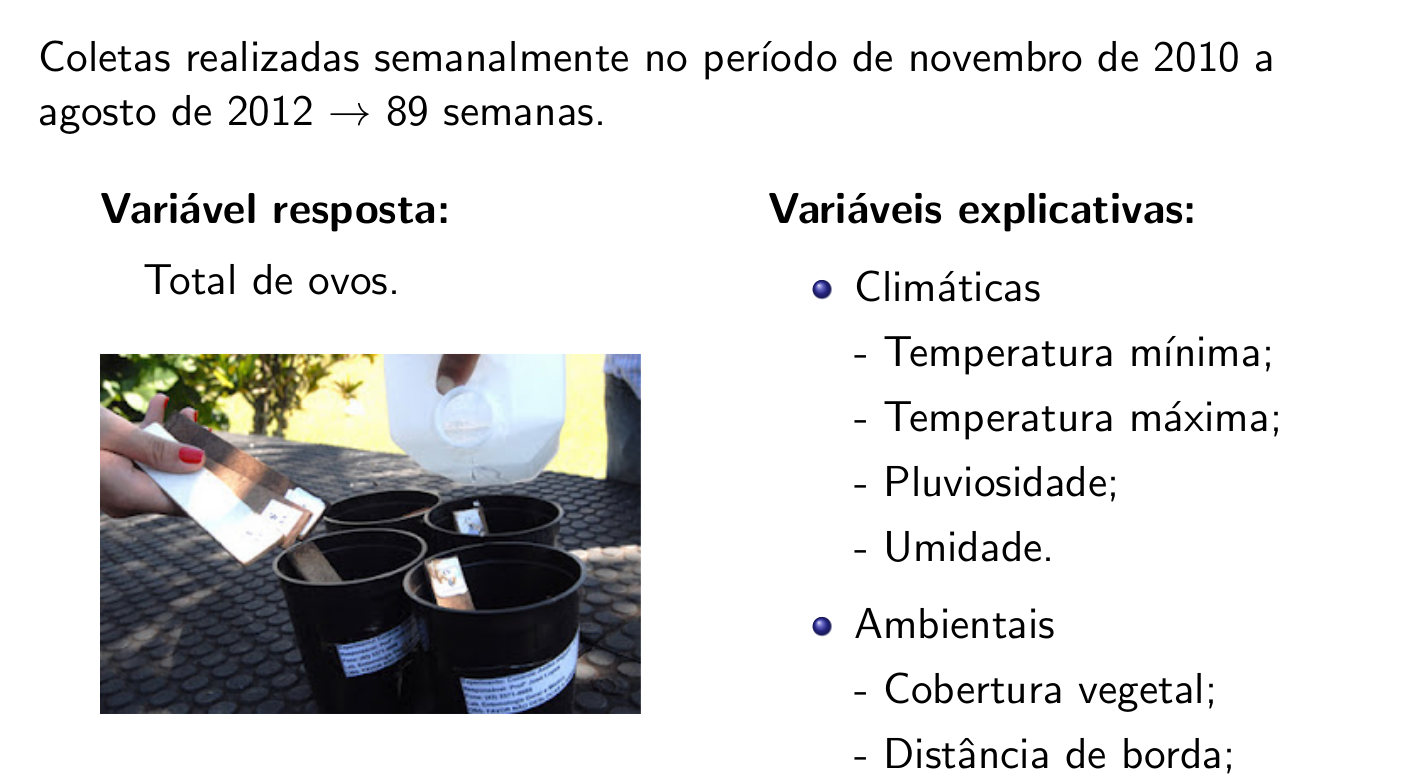 Coletas realizadas semanalmente no período de novembro de 2010 a
agosto de 2012 → 89 semanas.
Variável resposta:
Total de ovos.
Variáveis explicativas:
Climáticas
- Temperatura mínima;
- Temperatura máxima;
- Pluviosidade;
- Umidade.
Ambientais
- Cobertura vegetal;
- Distância de borda;